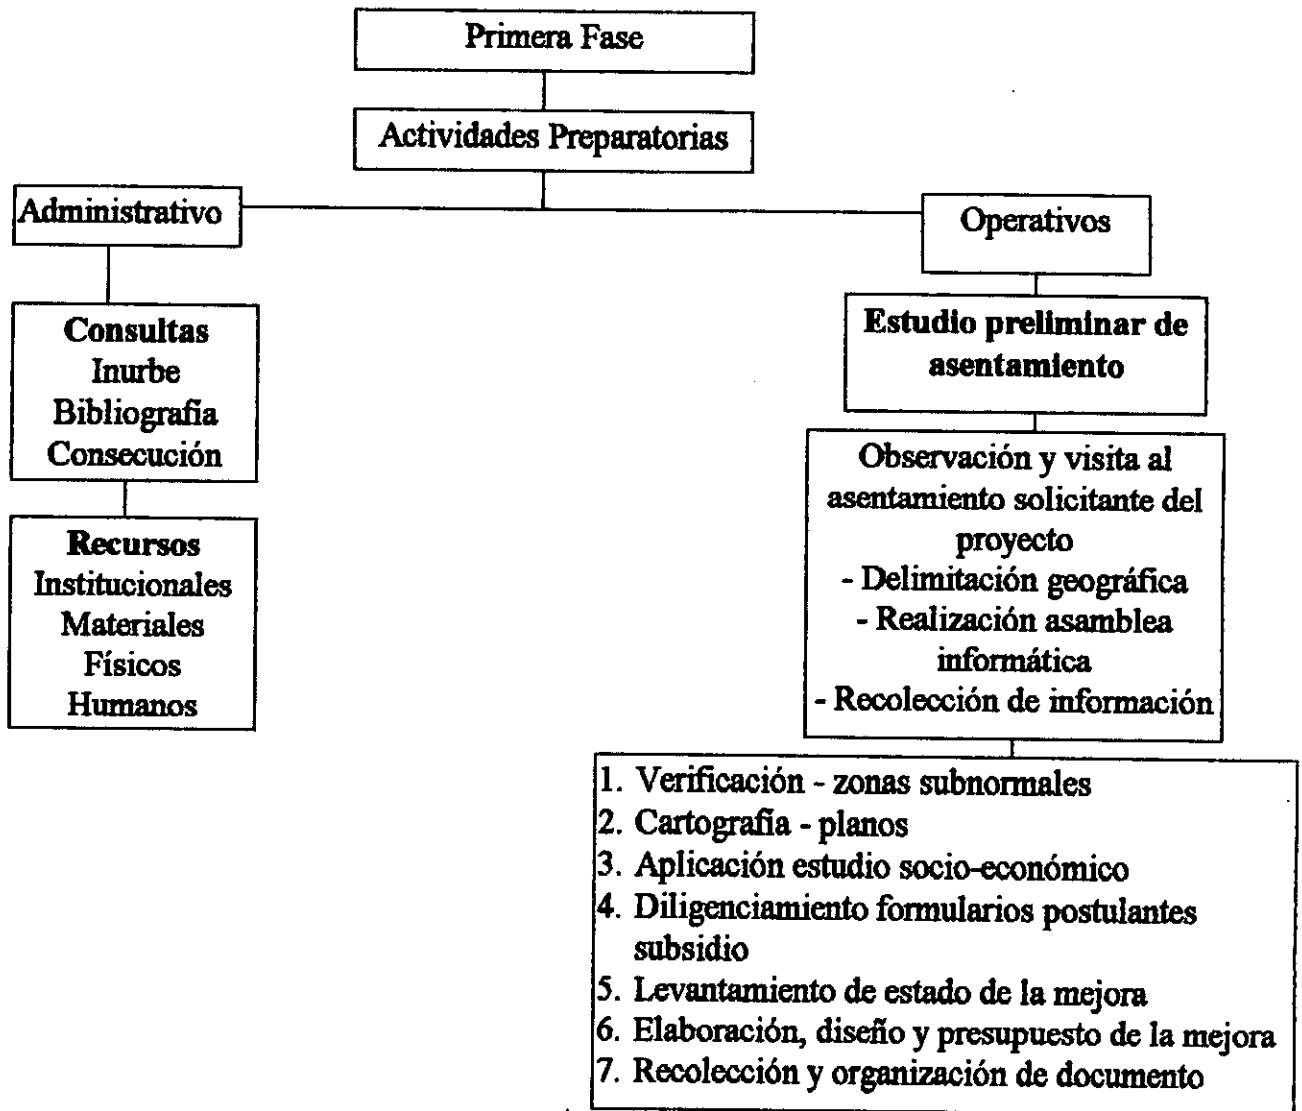 Primera Fase
Actividades Preparatorias
Administrativo
Operativos
Consultas
Inurbe
Bibliografía
Consecución
Recursos
Institucionales
Materiales
Físicos
Humanos
Estudio preliminar de
asentamiento
Observación y visita al
asentamiento solicitante del
proyecto
- Delimitación geográfica
- Realización asamblea
informática
- Recolección de información
1. Verificación - zonas subnormales
2. Cartografía - planos
3. Aplicación estudio socio-económico
4. Diligenciamiento formularios postulantes
subsidio
5. Levantamiento de estado de la mejora
6. Elaboración, diseño y presupuesto de la mejora
7. Recolección y organización de documento